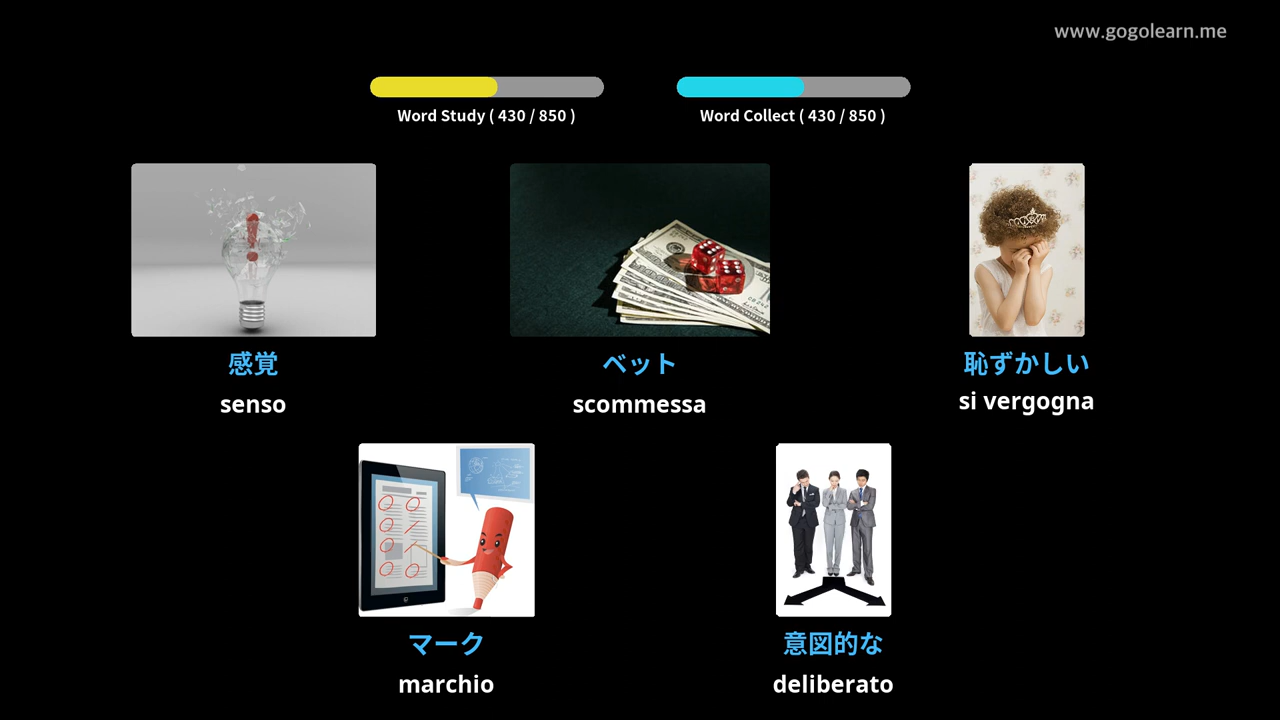 www.gogolearn.me
Word Study ( 430 / 850 )
Word Collect ( 430 / 850 )
感覚
senso
ベット
scommessa
恥ずかしい
si vergogna
マーク
marchio
意図的な
deliberato